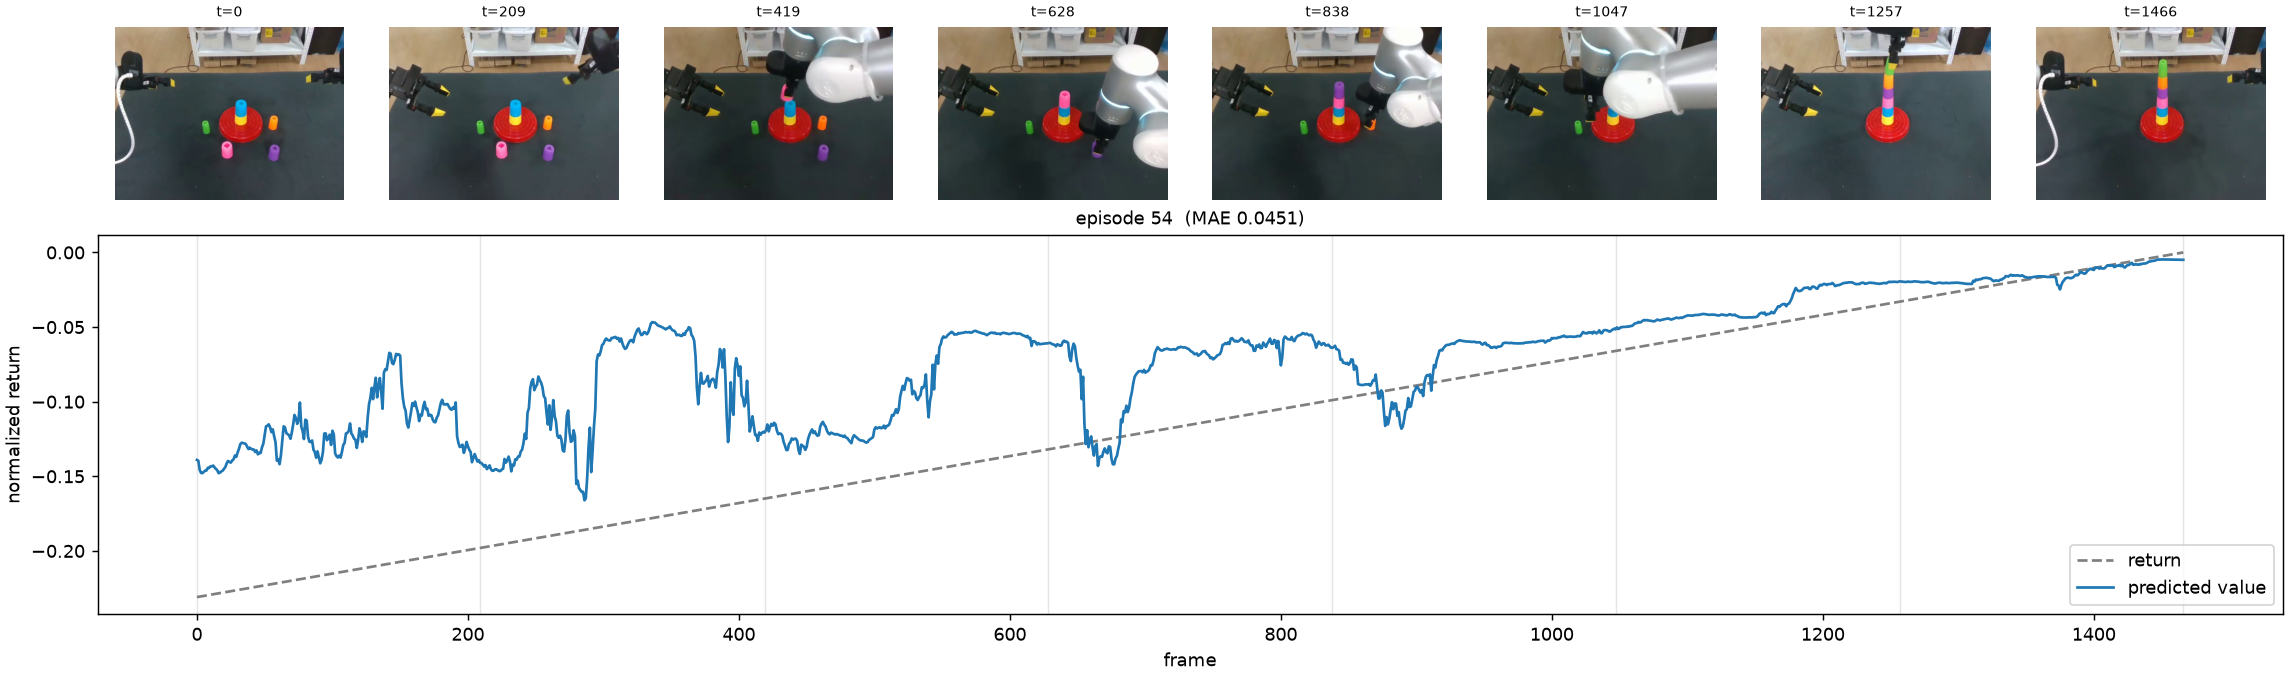 t=0 t=209 t=419 t=628 t=838 t=1047 t=1257 t=1466
episode 54 (MAE 0.0451)
0.00
−0.05
−0.10
−0.15
−0.20
normalized return
return
predicted value
0 200 400 600 800 1000 1200 1400
frame